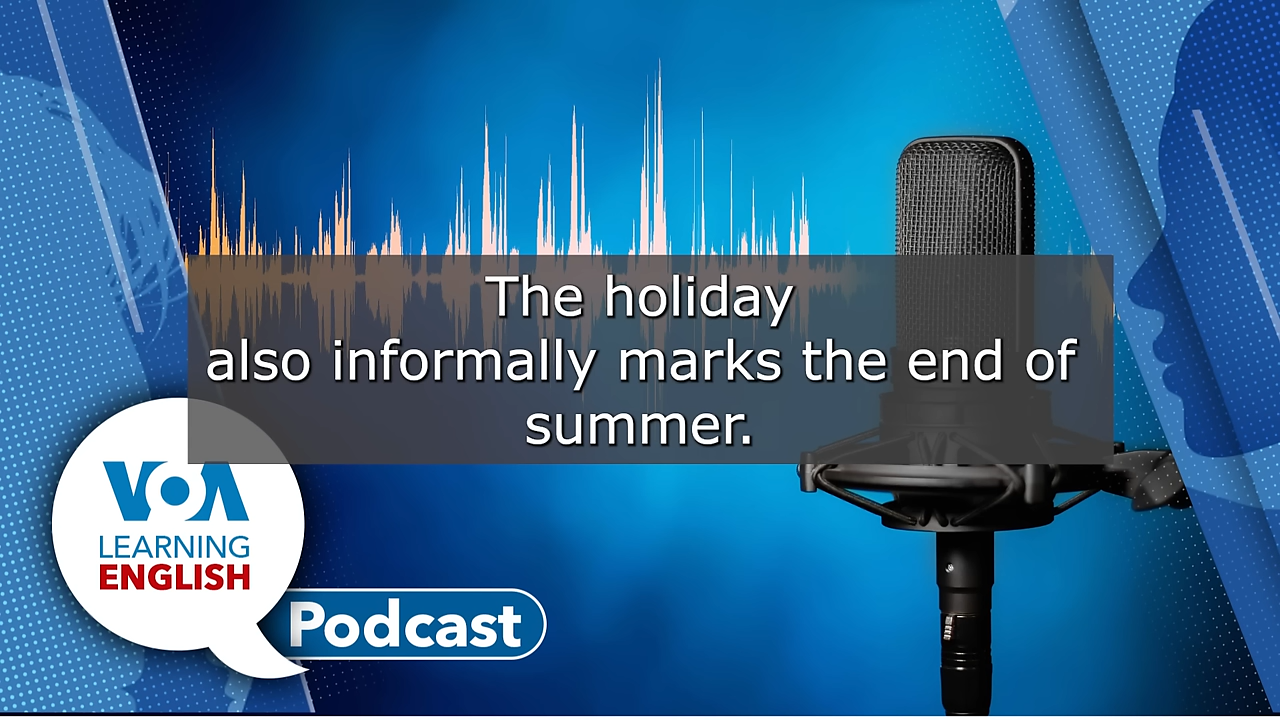 The holiday
also informally marks the end of
summer.
VOA
LEARNING
ENGLISH
Podcast